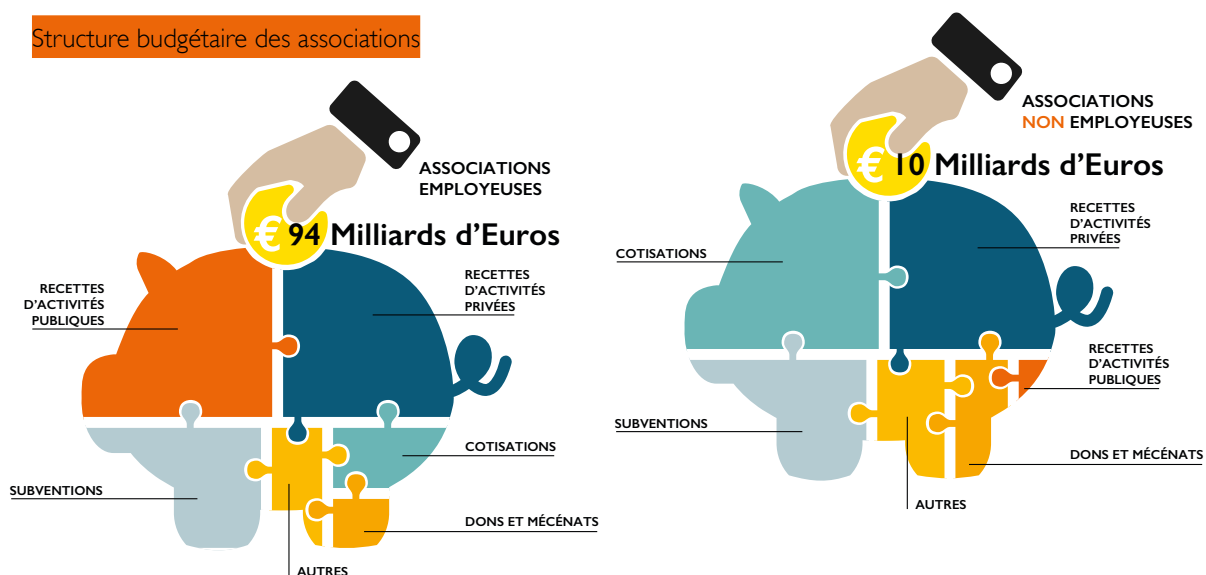 Structure budgétaire des associations
ASSOCIATIONS
EMPLOYEUSES
€ 94 Milliards d'Euros
RECETTES
D'ACTIVITÉS
PUBLIQUES
RECETTES
D'ACTIVITÉS
PRIVÉES
COTISATIONS
SUBVENTIONS
DONS ET MÉCÉNATS
AUTRES
ASSOCIATIONS
NON EMPLOYEUSES
€ 10 Milliards d'Euros
RECETTES
D'ACTIVITÉS
PRIVÉES
COTISATIONS
RECETTES
D'ACTIVITÉS
PUBLIQUES
SUBVENTIONS
DONS ET MÉCÉNATS
AUTRES